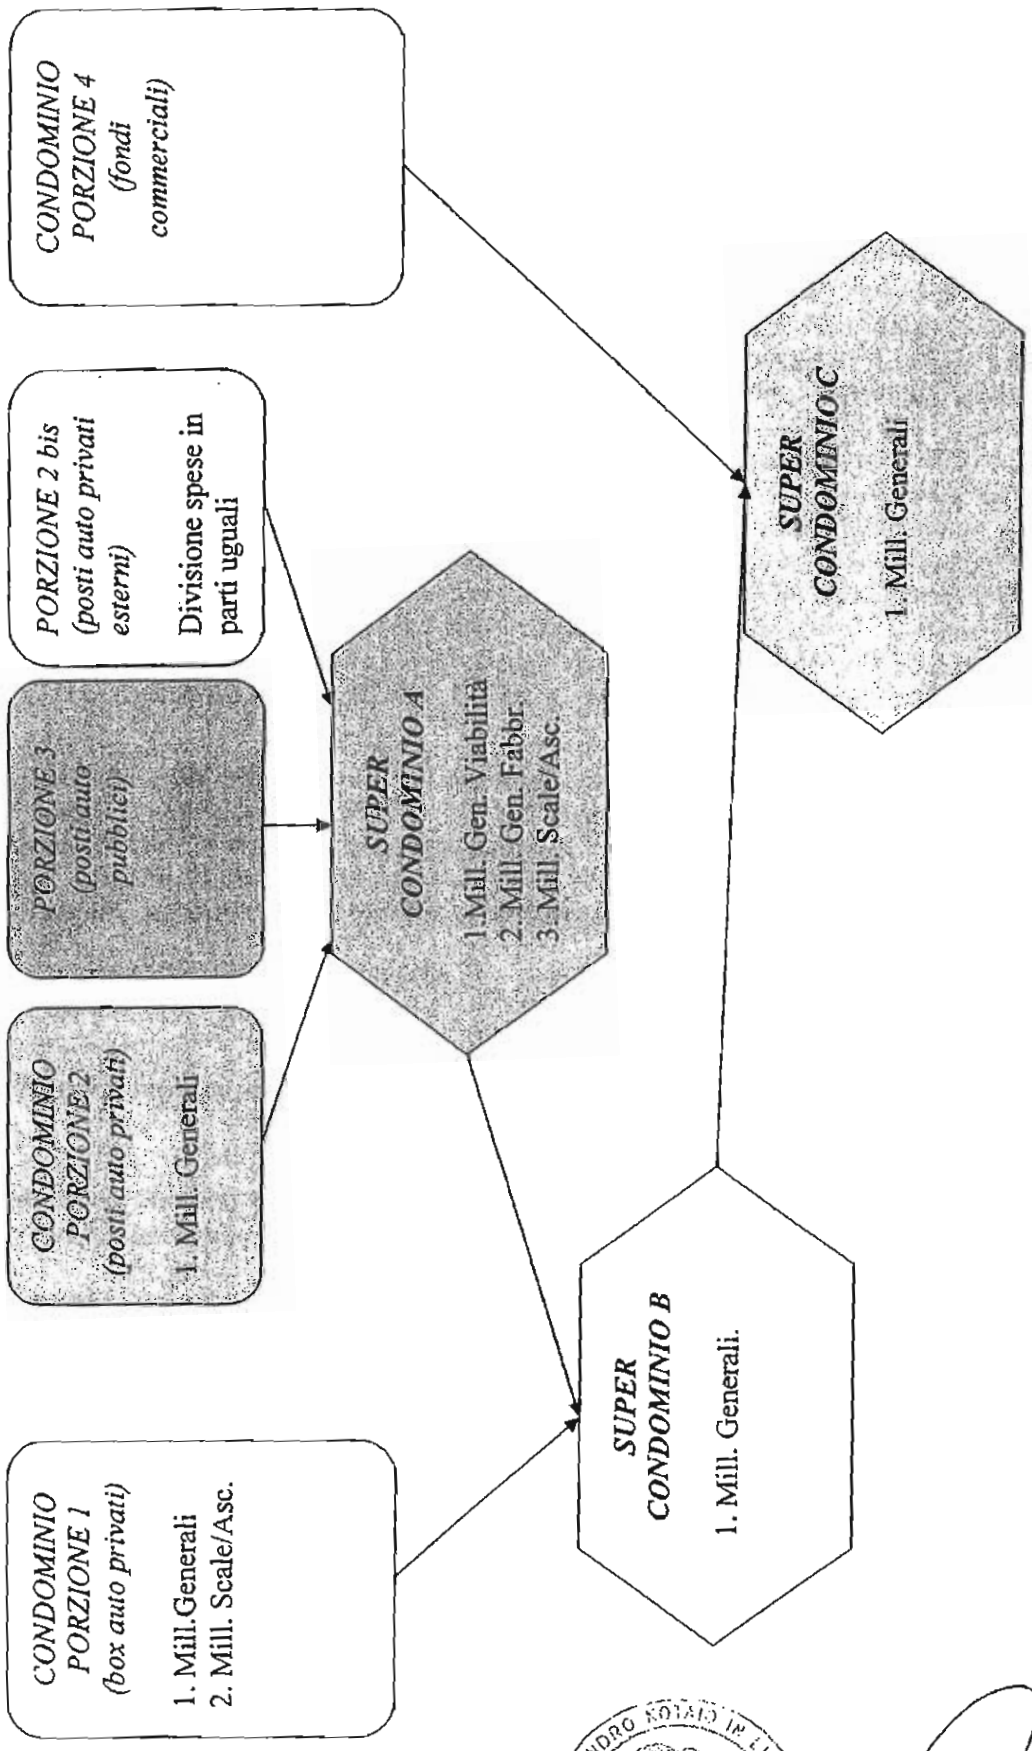 CONDOMINIO
PORZIONE 1
(box auto privati)
1. Mill.Generali
2. Mill. Scale/Asc.
CONDOMINIO
PORZIONE 2
(posti auto privati)
1. Mill. Generali
PORZIONE 3
(posti auto
pubblici)
PORZIONE 2 bis
(posti auto privati
esterni)
Divisione spese in
parti uguali
CONDOMINIO
PORZIONE 4
(fondi
commerciali)
SUPER
CONDOMINIO A
1.Mill. Gen. Viabilità
2. Mill. Gen. Fabbr.
3. Mill. Scale/Asc.
SUPER
CONDOMINIO B
1. Mill. Generali.
SUPER
CONDOMINIO C
1. Mill. Generali
NOTAIO IN